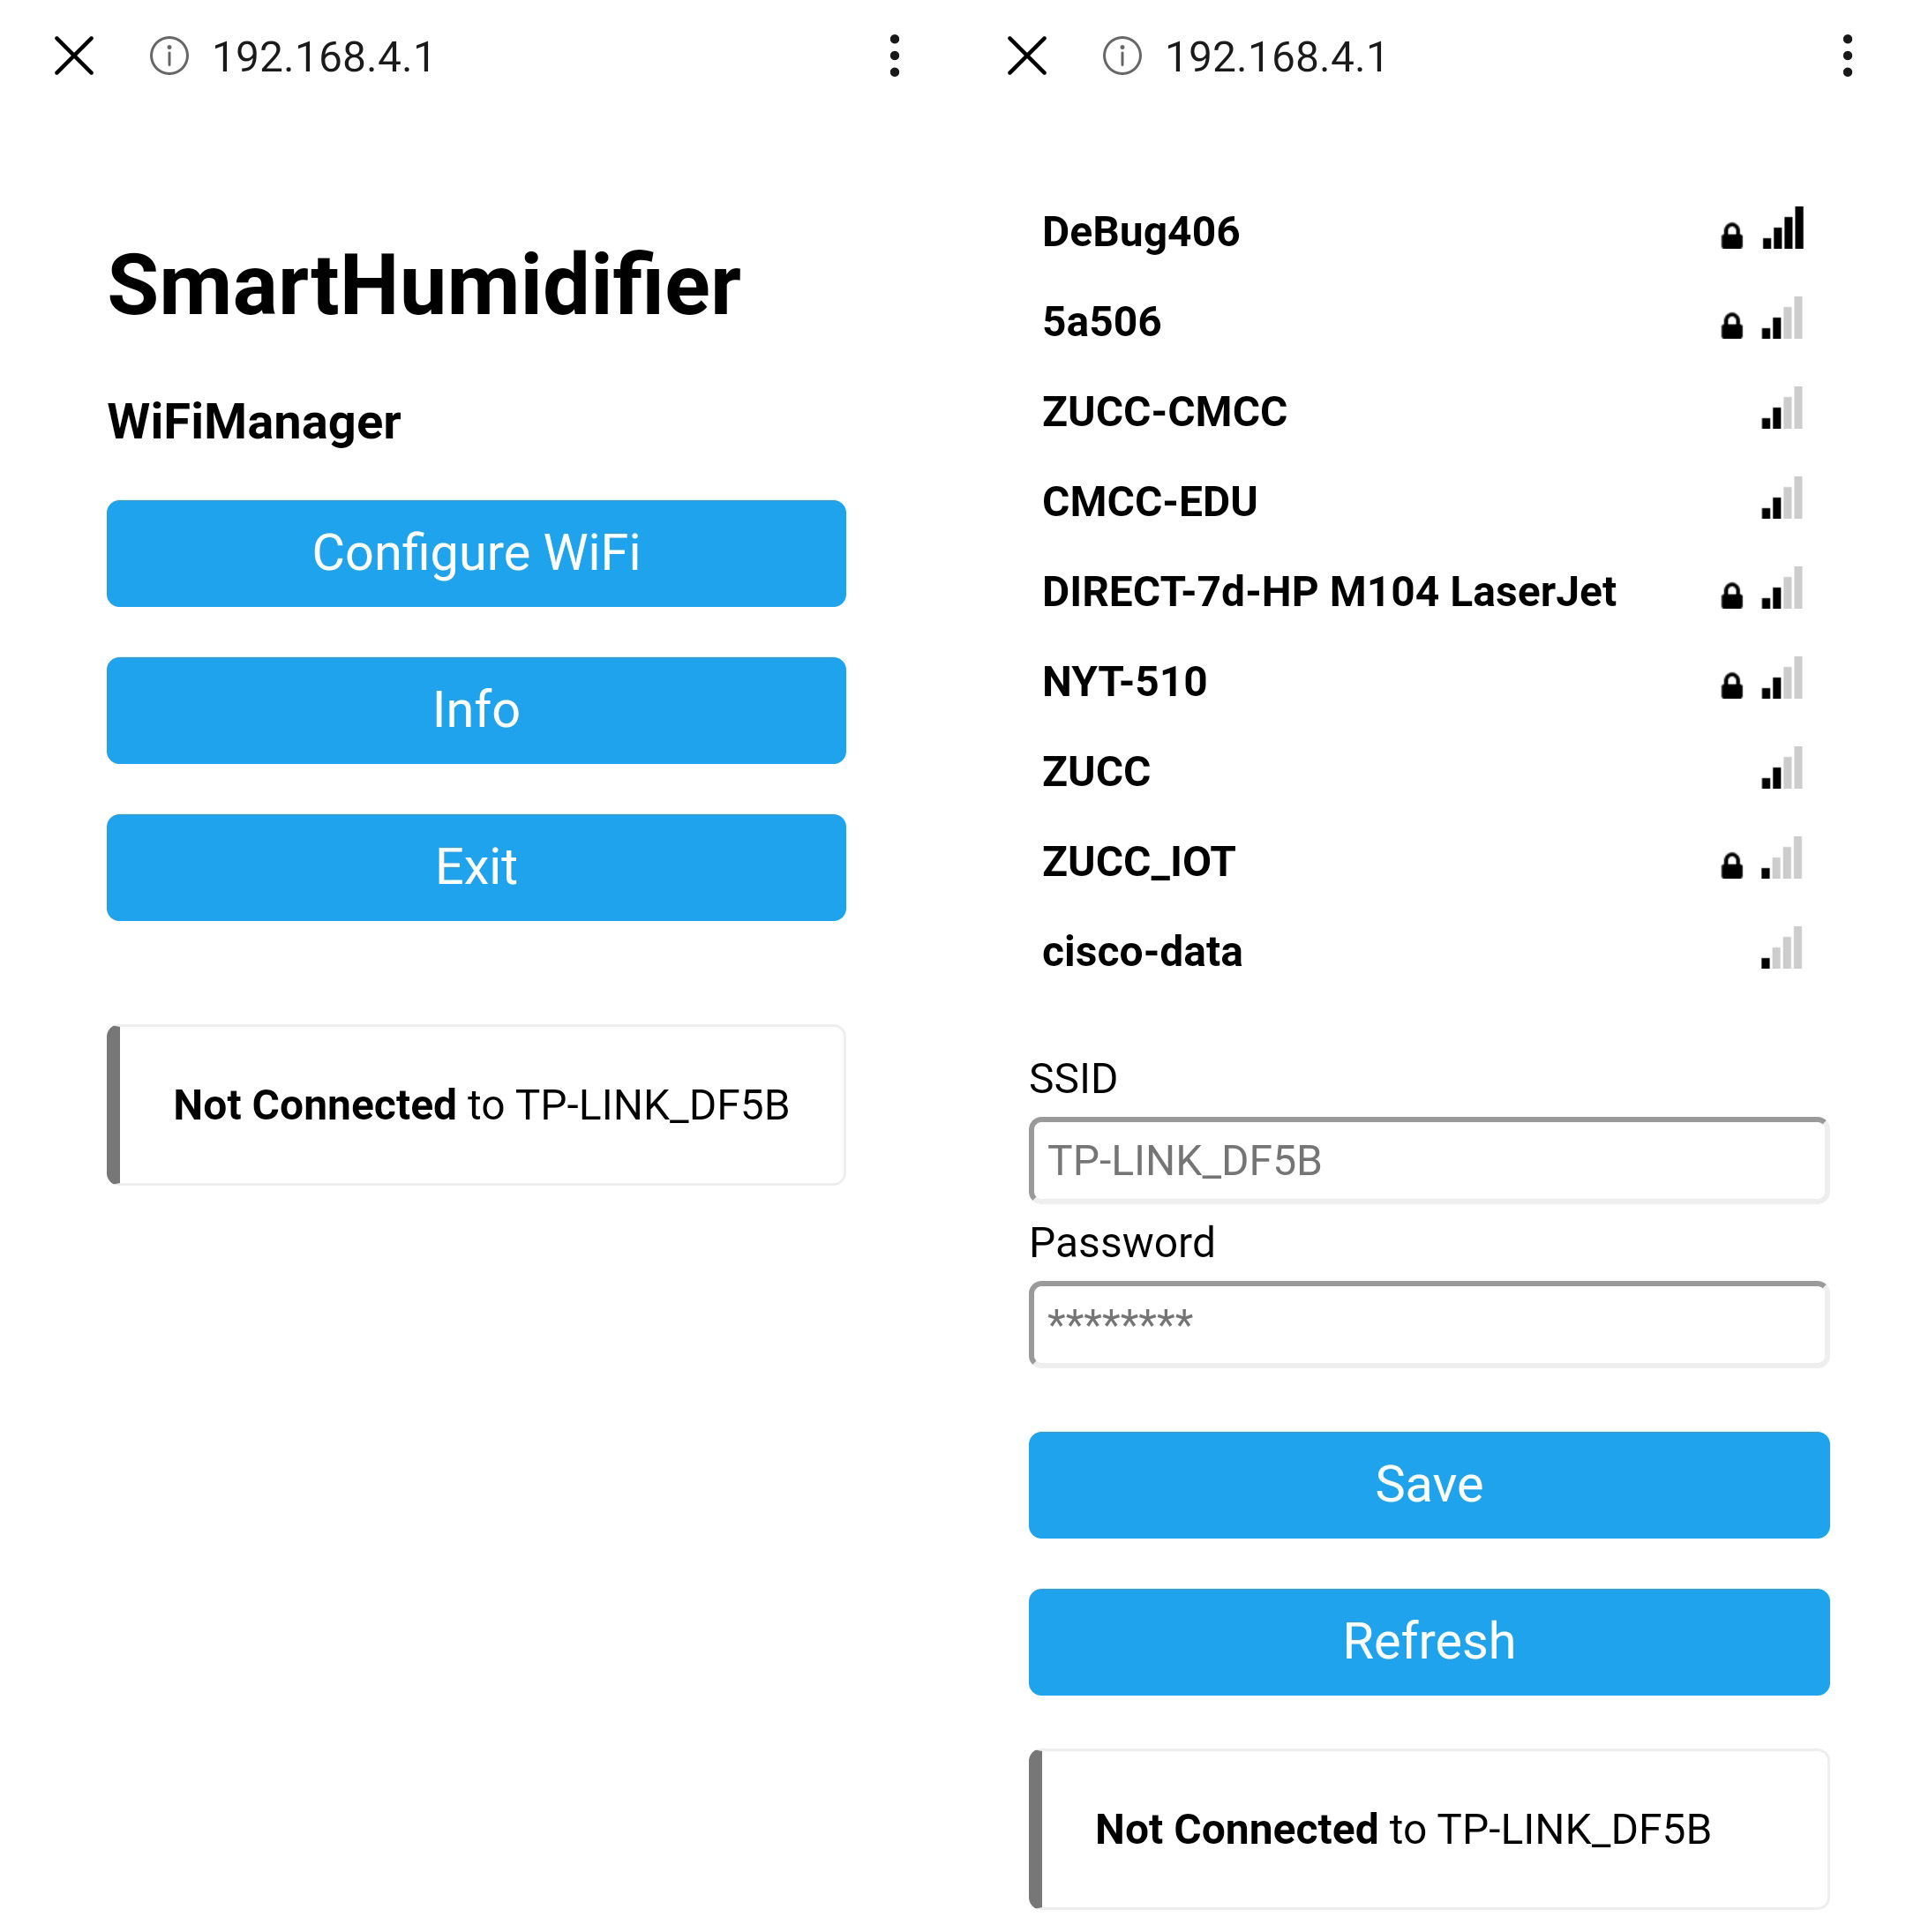 192.168.4.1
SmartHumidifier
WiFiManager
Configure WiFi
Info
Exit
Not Connected to TP-LINK_DF5B
192.168.4.1
DeBug406
5a506
ZUCC-CMCC
CMCC-EDU
DIRECT-7d-HP M104 LaserJet
NYT-510
ZUCC
ZUCC_IOT
cisco-data
SSID
TP-LINK_DF5B
Password
********
Save
Refresh
Not Connected to TP-LINK_DF5B